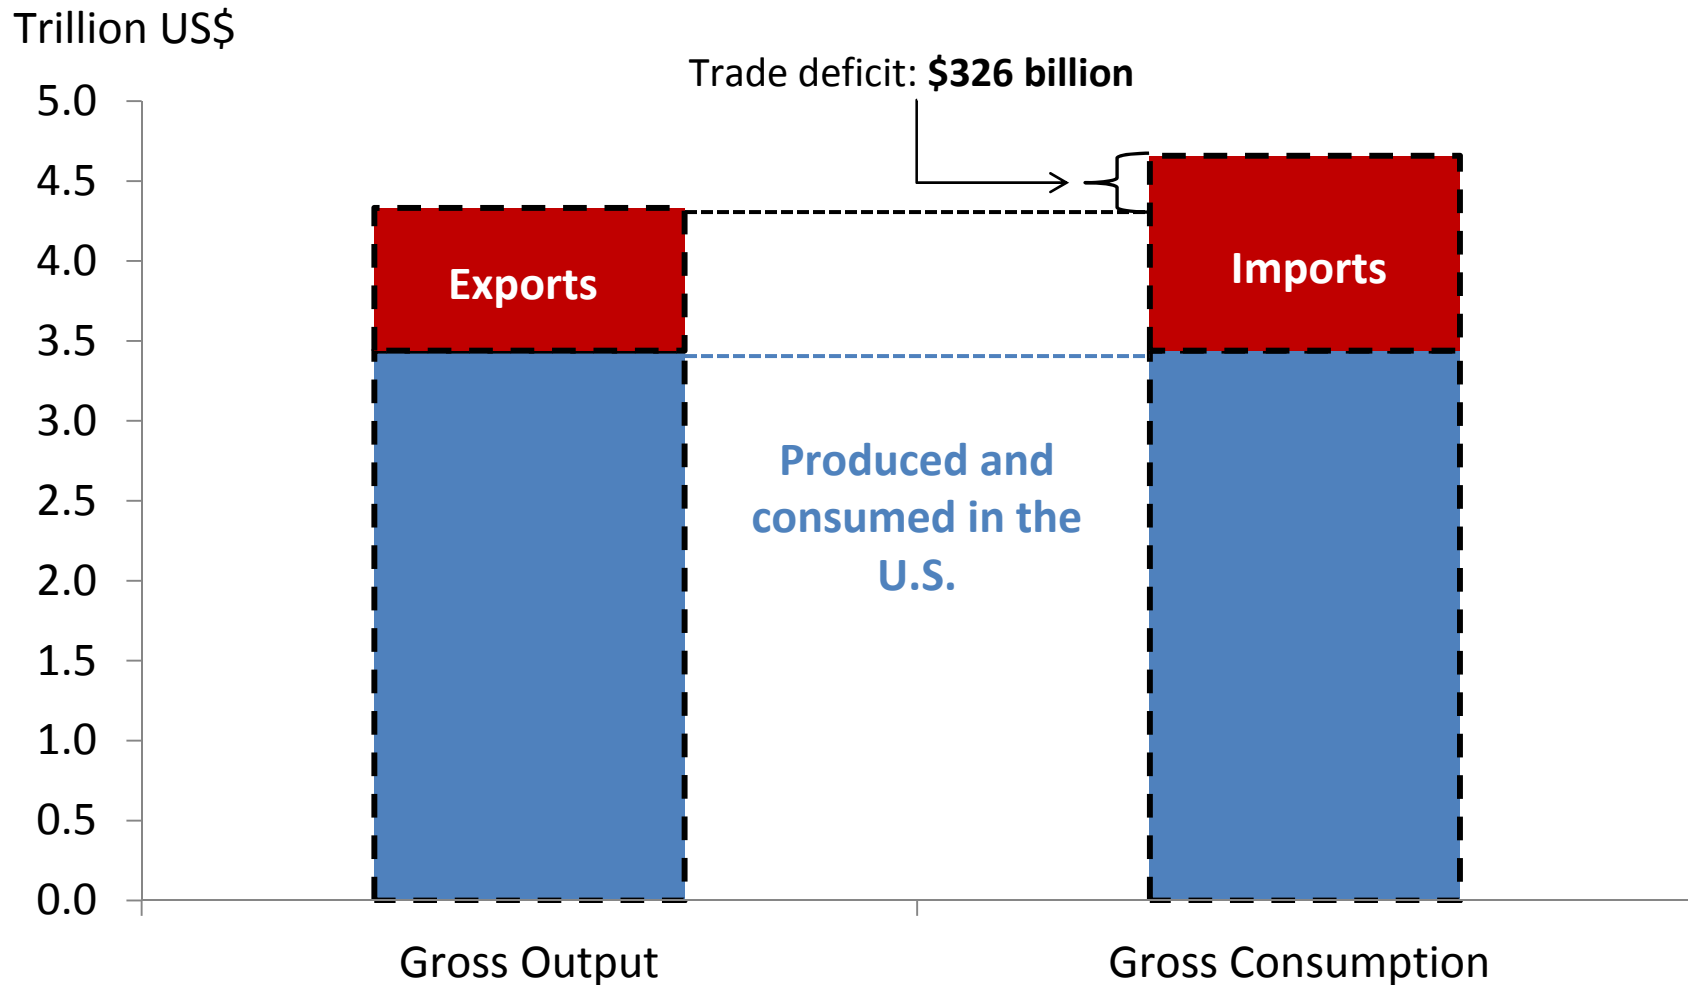 Trillion US$
Trade deficit: $326 billion
5.0
4.5
4.0
3.5
3.0
2.5
2.0
1.5
1.0
0.5
0.0
Exports
Imports
Produced and
consumed in the
U.S.
Gross Output
Gross Consumption